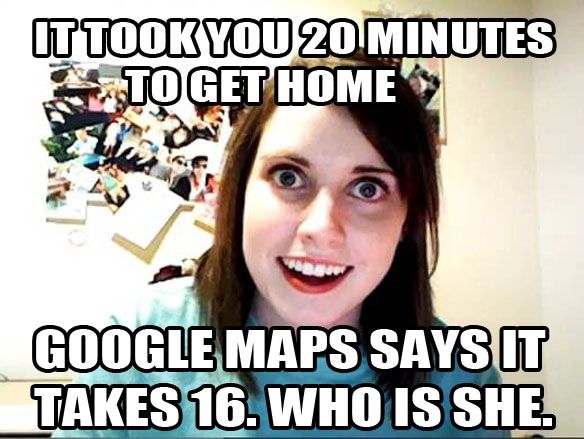 IT TOOK YOU 20 MINUTES
TO GET HOME
GOOGLE MAPS SAYS IT
TAKES 16. WHO IS SHE.